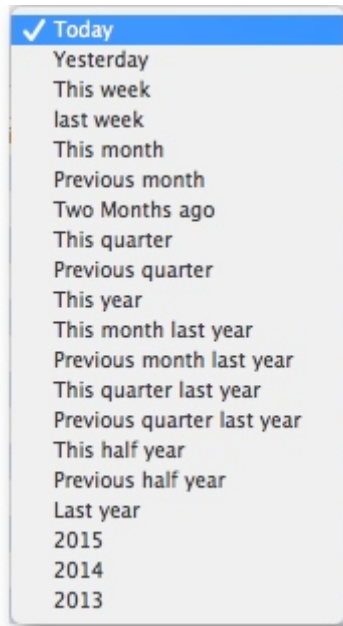 Today
Yesterday
This week
last week
This month
Previous month
Two Months ago
This quarter
Previous quarter
This year
This month last year
Previous month last year
This quarter last year
Previous quarter last year
This half year
Previous half year
Last year
2015
2014
2013